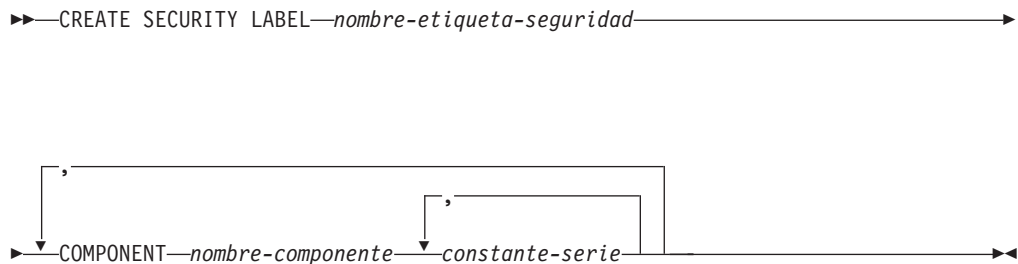 CREATE SECURITY LABEL nombre-etiqueta-seguridad
,
,
COMPONENT nombre-componente constante-serie